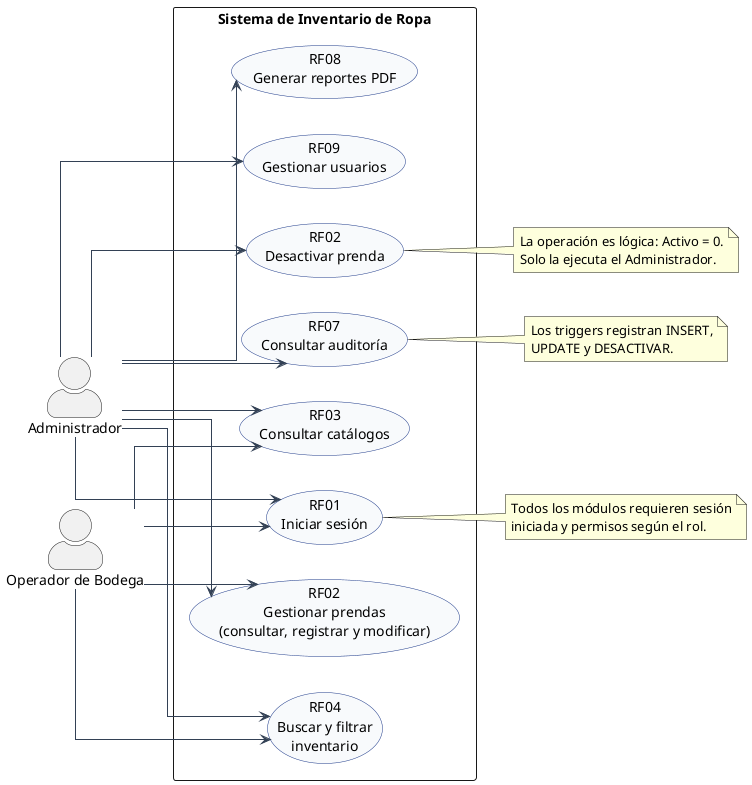 Sistema de Inventario de Ropa
RF08
Generar reportes PDF
RF09
Gestionar usuarios
RF02
Desactivar prenda
La operación es lógica: Activo = 0.
Solo la ejecuta el Administrador.
RF07
Consultar auditoría
Los triggers registran INSERT,
UPDATE y DESACTIVAR.
Administrador
RF03
Consultar catálogos
RF01
Iniciar sesión
Todos los módulos requieren sesión
iniciada y permisos según el rol.
Operador de Bodega
RF02
Gestionar prendas
(consultar, registrar y modificar)
RF04
Buscar y filtrar
inventario